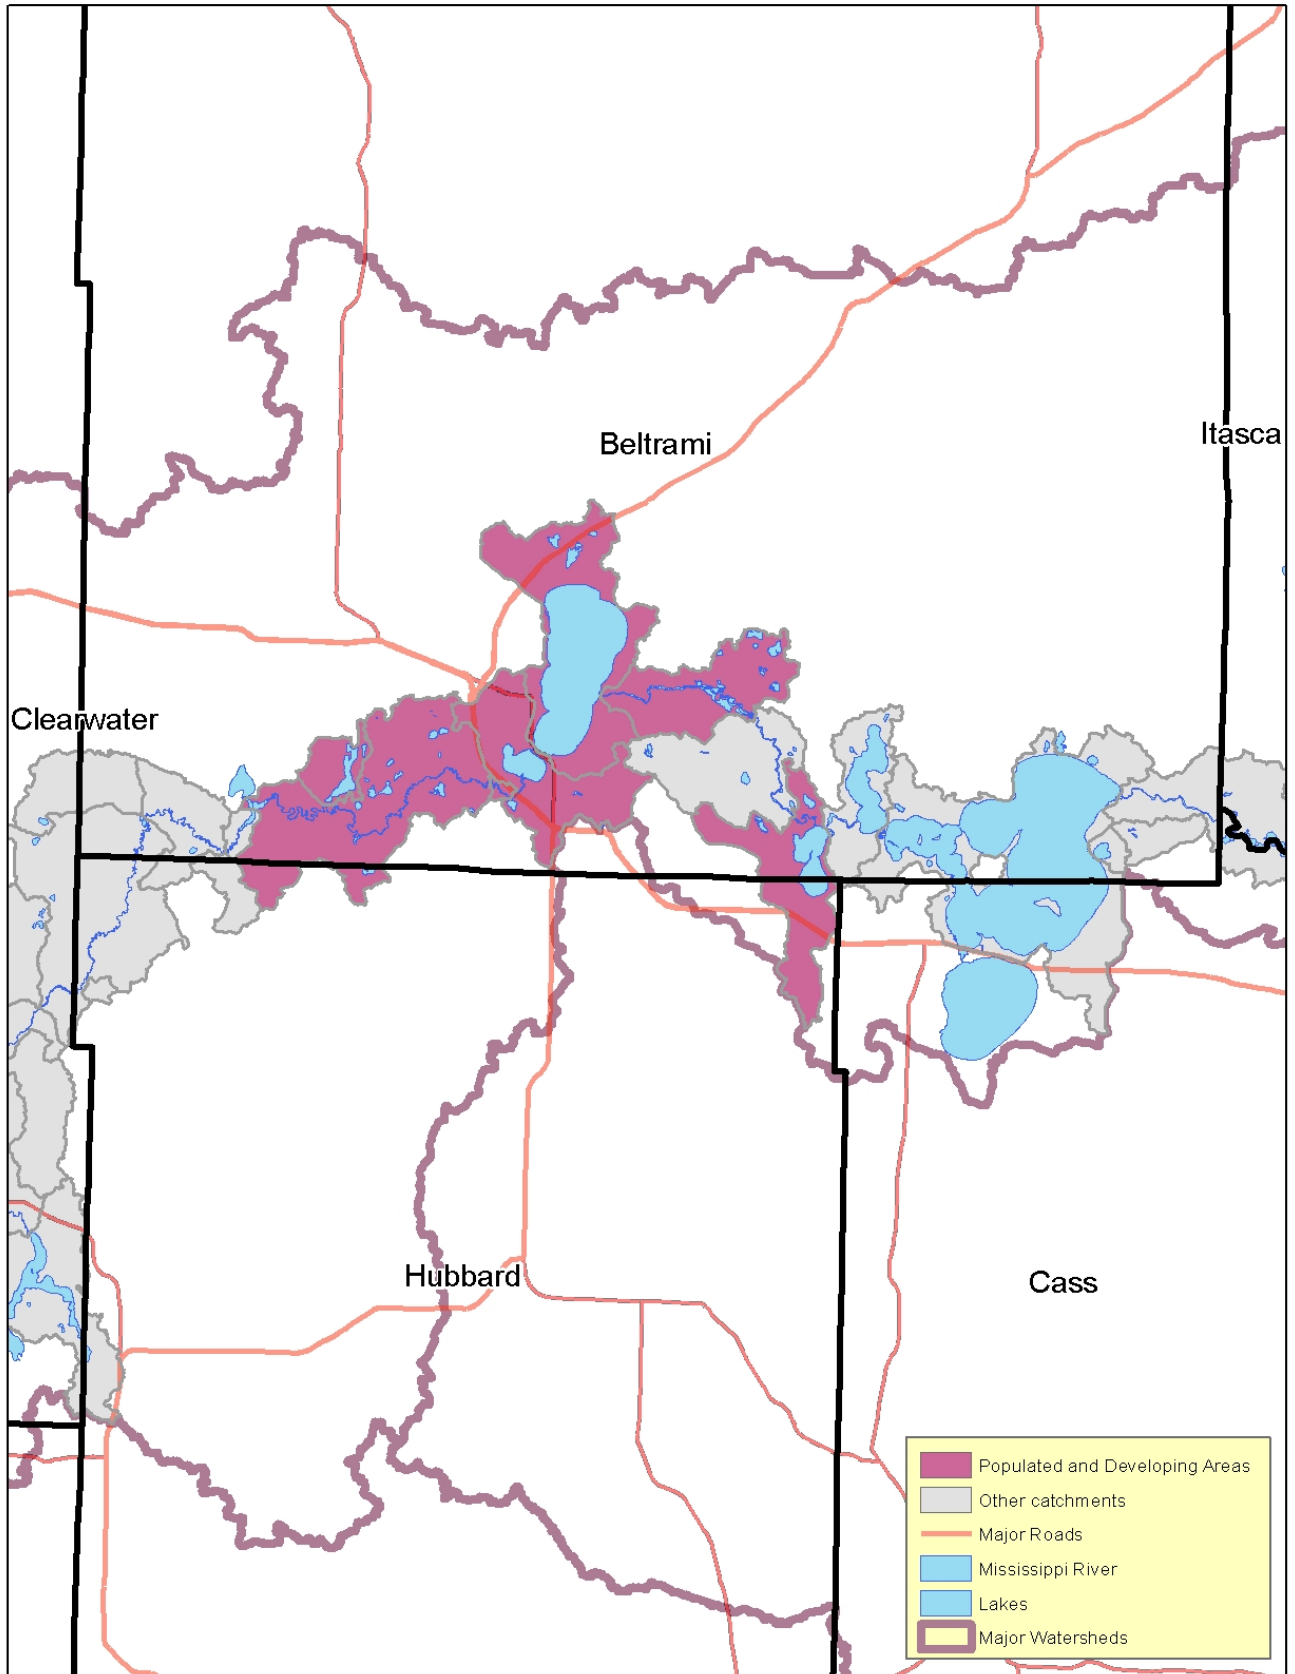 Beltrami
Itasca
Clearwater
Hubbard
Cass
Populated and Developing Areas
Other catchments
Major Roads
Mississippi River
Lakes
Major Watersheds